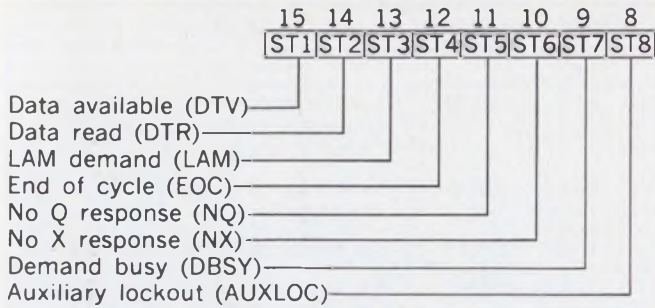 15 14 13 12 11 10 9 8
ST1 ST2 ST3 ST4 ST5 ST6 ST7 ST8
Data available (DTV)
Data read (DTR)
LAM demand (LAM)
End of cycle (EOC)
No Q response (NQ)
No X response (NX)
Demand busy (DBSY)
Auxiliary lockout (AUXLOC)